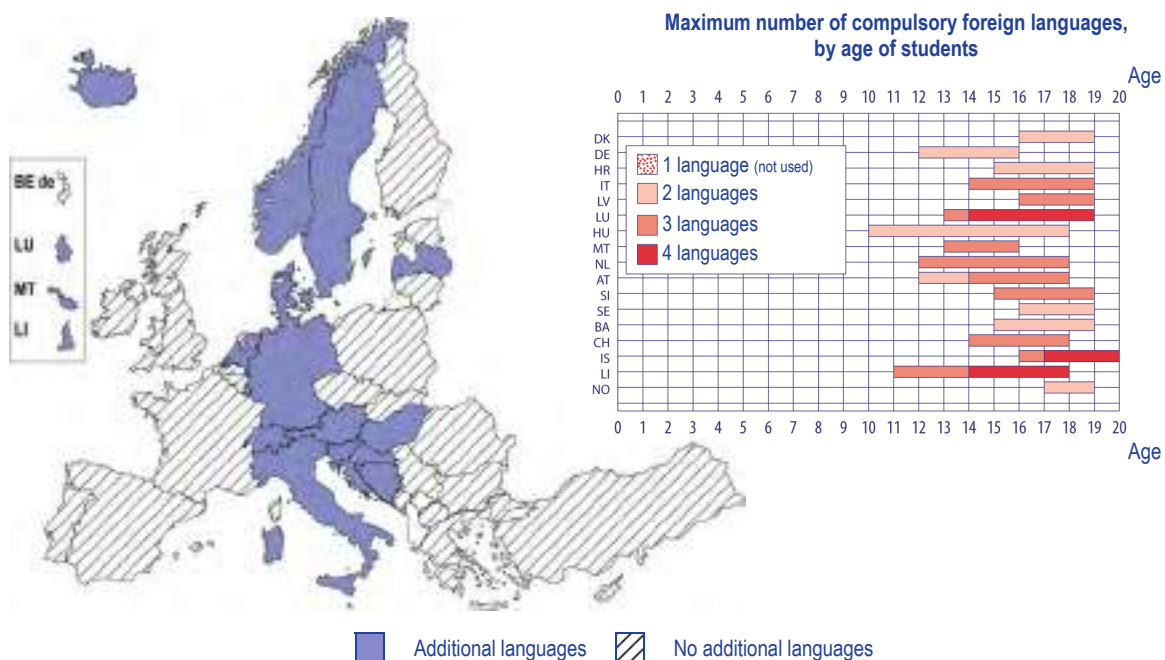 Maximum number of compulsory foreign languages,
by age of students
Age
0 1 2 3 4 5 6 7 8 9 10 11 12 13 14 15 16 17 18 19 20
DK
DE
HR
IT
LV
LU
HU
MT
NL
AT
SI
SE
BA
CH
IS
LI
NO
1 language (not used)
2 languages
3 languages
4 languages
0 1 2 3 4 5 6 7 8 9 10 11 12 13 14 15 16 17 18 19 20
Age
BE de
LU
MT
LI
Additional languages
No additional languages